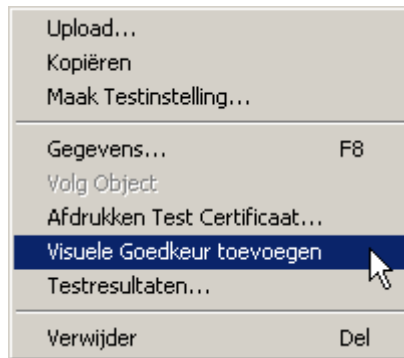 Upload...
Kopiëren
Maak Testinstelling...
Gegevens... F8
Volg Object
Afdrukken Test Certificaat...
Visuele Goedkeur toevoegen
Testresultaten...
Verwijder Del